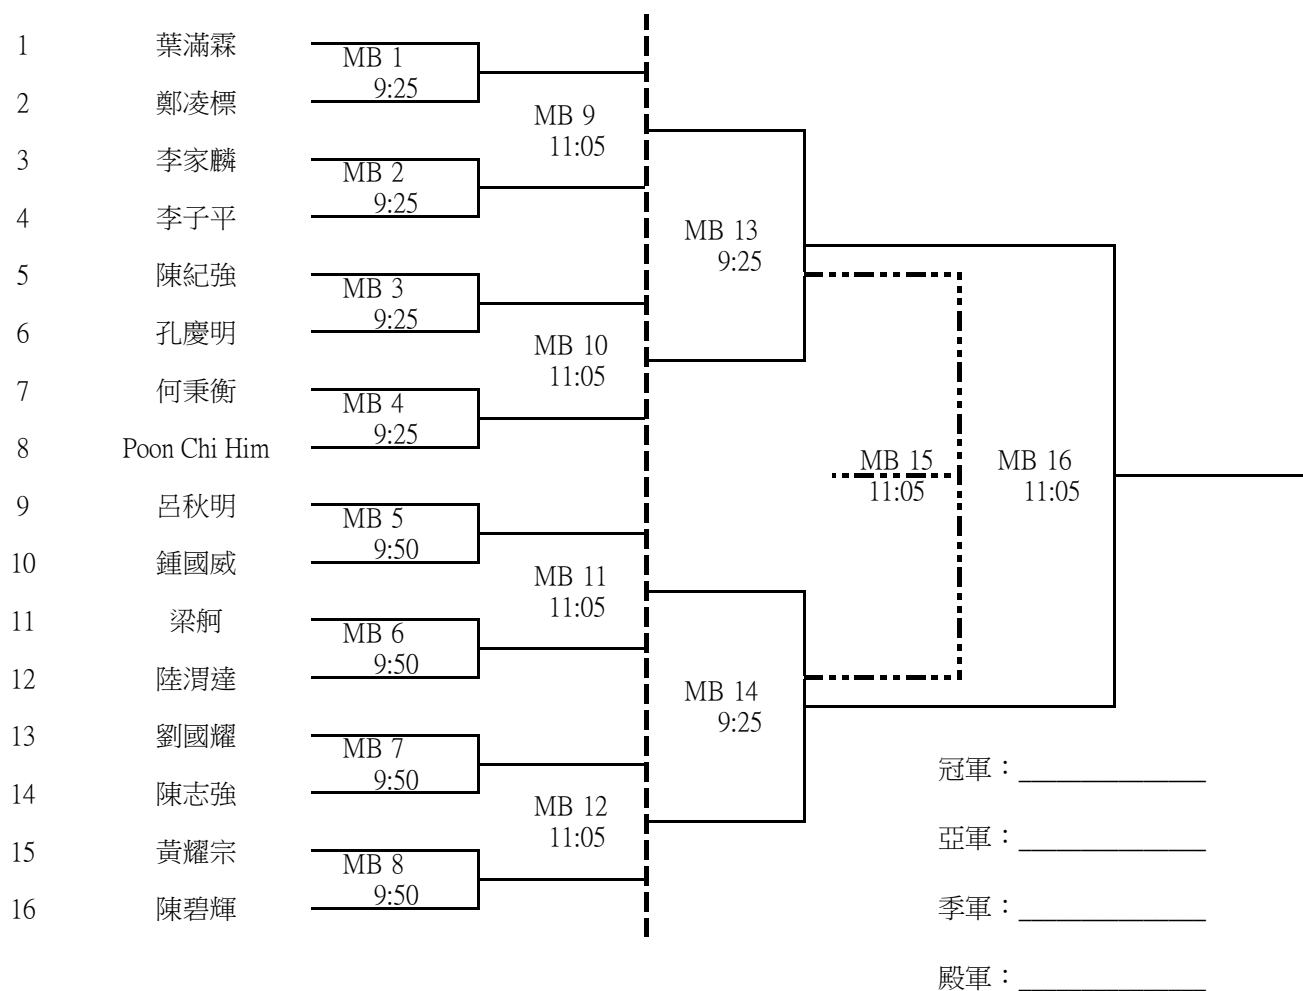 1 葉滿霖
MB 1
9:25
2 鄭凌標
MB 9
11:05
3 李家麟
MB 2
9:25
4 李子平
MB 13
9:25
5 陳紀強
MB 3
9:25
6 孔慶明
MB 10
11:05
7 何秉衡
MB 4
9:25
8 Poon Chi Him
MB 15
11:05
MB 16
11:05
9 呂秋明
MB 5
9:50
10 鍾國威
MB 11
11:05
11 梁舸
MB 6
9:50
12 陸渭達
MB 14
9:25
13 劉國耀
MB 7
9:50
14 陳志強
MB 12
11:05
15 黃耀宗
MB 8
9:50
16 陳碧輝
冠軍：______________
亞軍：______________
季軍：______________
殿軍：______________